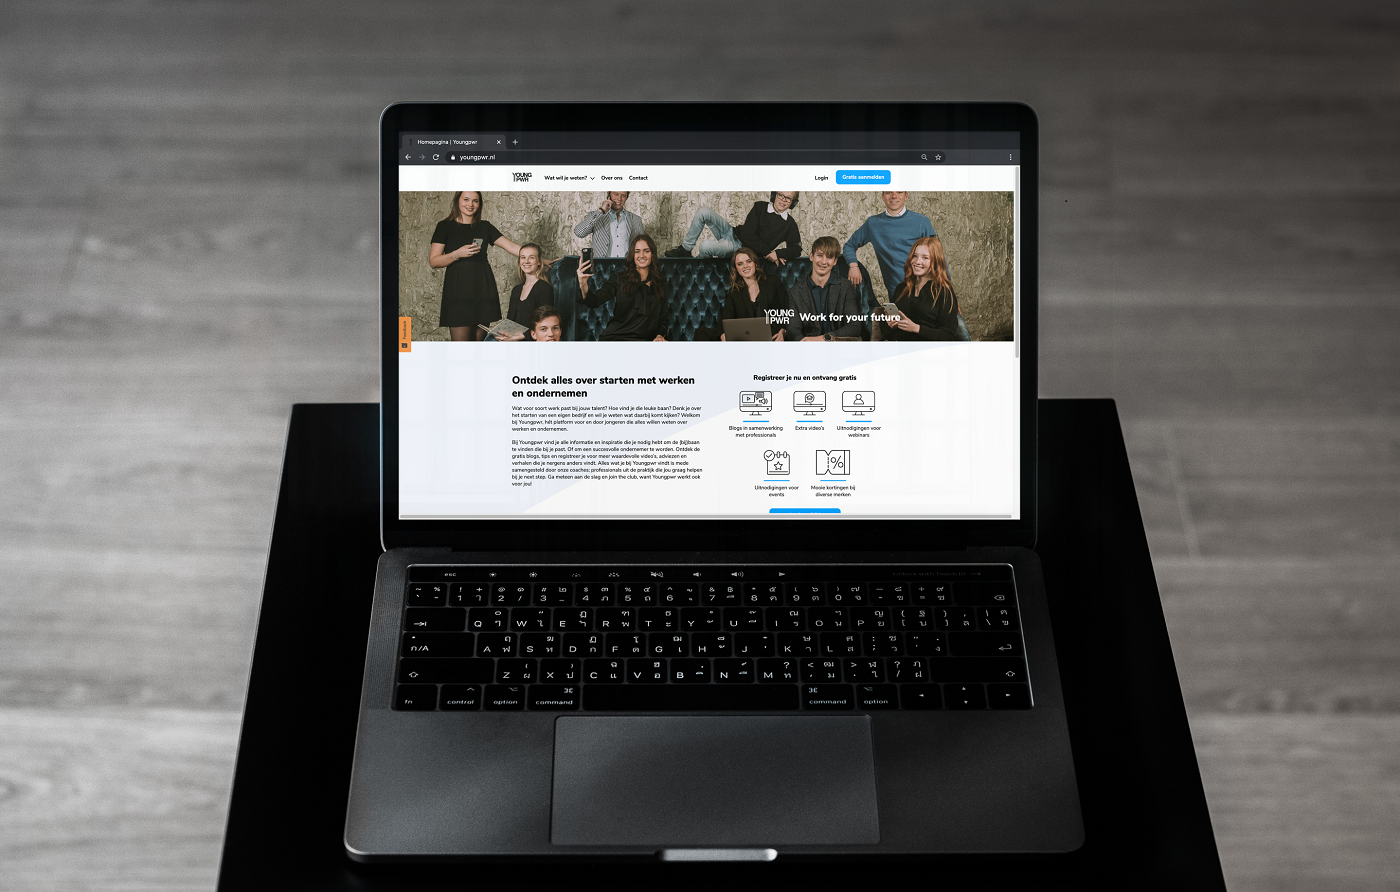 Homepagina | Youngpwr
youngpwr.nl
YOUNG
PWR
Wat wil je weten?
Over ons
Contact
Login
Gratis aanmelden
YOUNG
PWR
Work for your future
Feedback
Ontdek alles over starten met werken
en ondernemen
Wat voor soort werk past bij jouw talent? Hoe vind je die leuke baan? Denk je over
het starten van een eigen bedrijf en wil je weten wat daarbij komt kijken? Welkom
bij Youngpwr, hét platform voor en door jongeren die alles willen weten over
werken en ondernemen.
Bij Youngpwr vind je alle informatie en inspiratie die je nodig hebt om de (bij)baan
te vinden die bij je past. Of om een succesvolle ondernemer te worden. Ontdek de
gratis blogs, tips en registreer je voor meer waardevolle video's, adviezen en
verhalen die je nergens anders vindt. Alles wat je bij Youngpwr vindt is mede
samengesteld door onze coaches; professionals uit de praktijk die jou graag helpen
bij je next step. Ga meteen aan de slag en join the club, want Youngpwr werkt ook
voor jou!
Registreer je nu en ontvang gratis
Blogs in samenwerking
met professionals
Extra video's
Uitnodigingen voor
webinars
Uitnodigingen voor
events
Mooie kortingen bij
diverse merken
esc
Q W E R T Y U I O P
ก/A
A S D F G H J K L
Z X C V B N M
fn control option command
command option